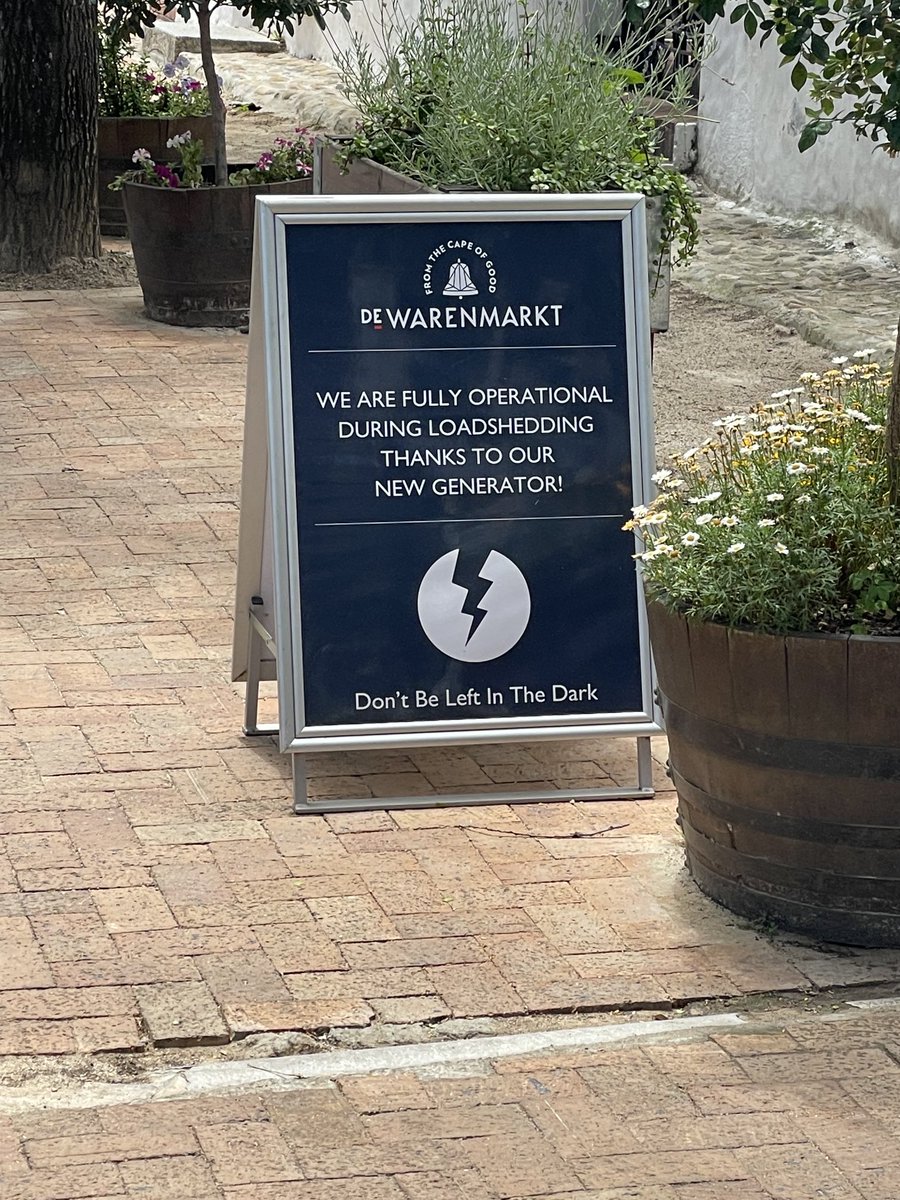 FROM THE CAPE OF GOOD
DE WARENMARKT
WE ARE FULLY OPERATIONAL
DURING LOADSHEDDING
THANKS TO OUR
NEW GENERATOR!
Don't Be Left In The Dark